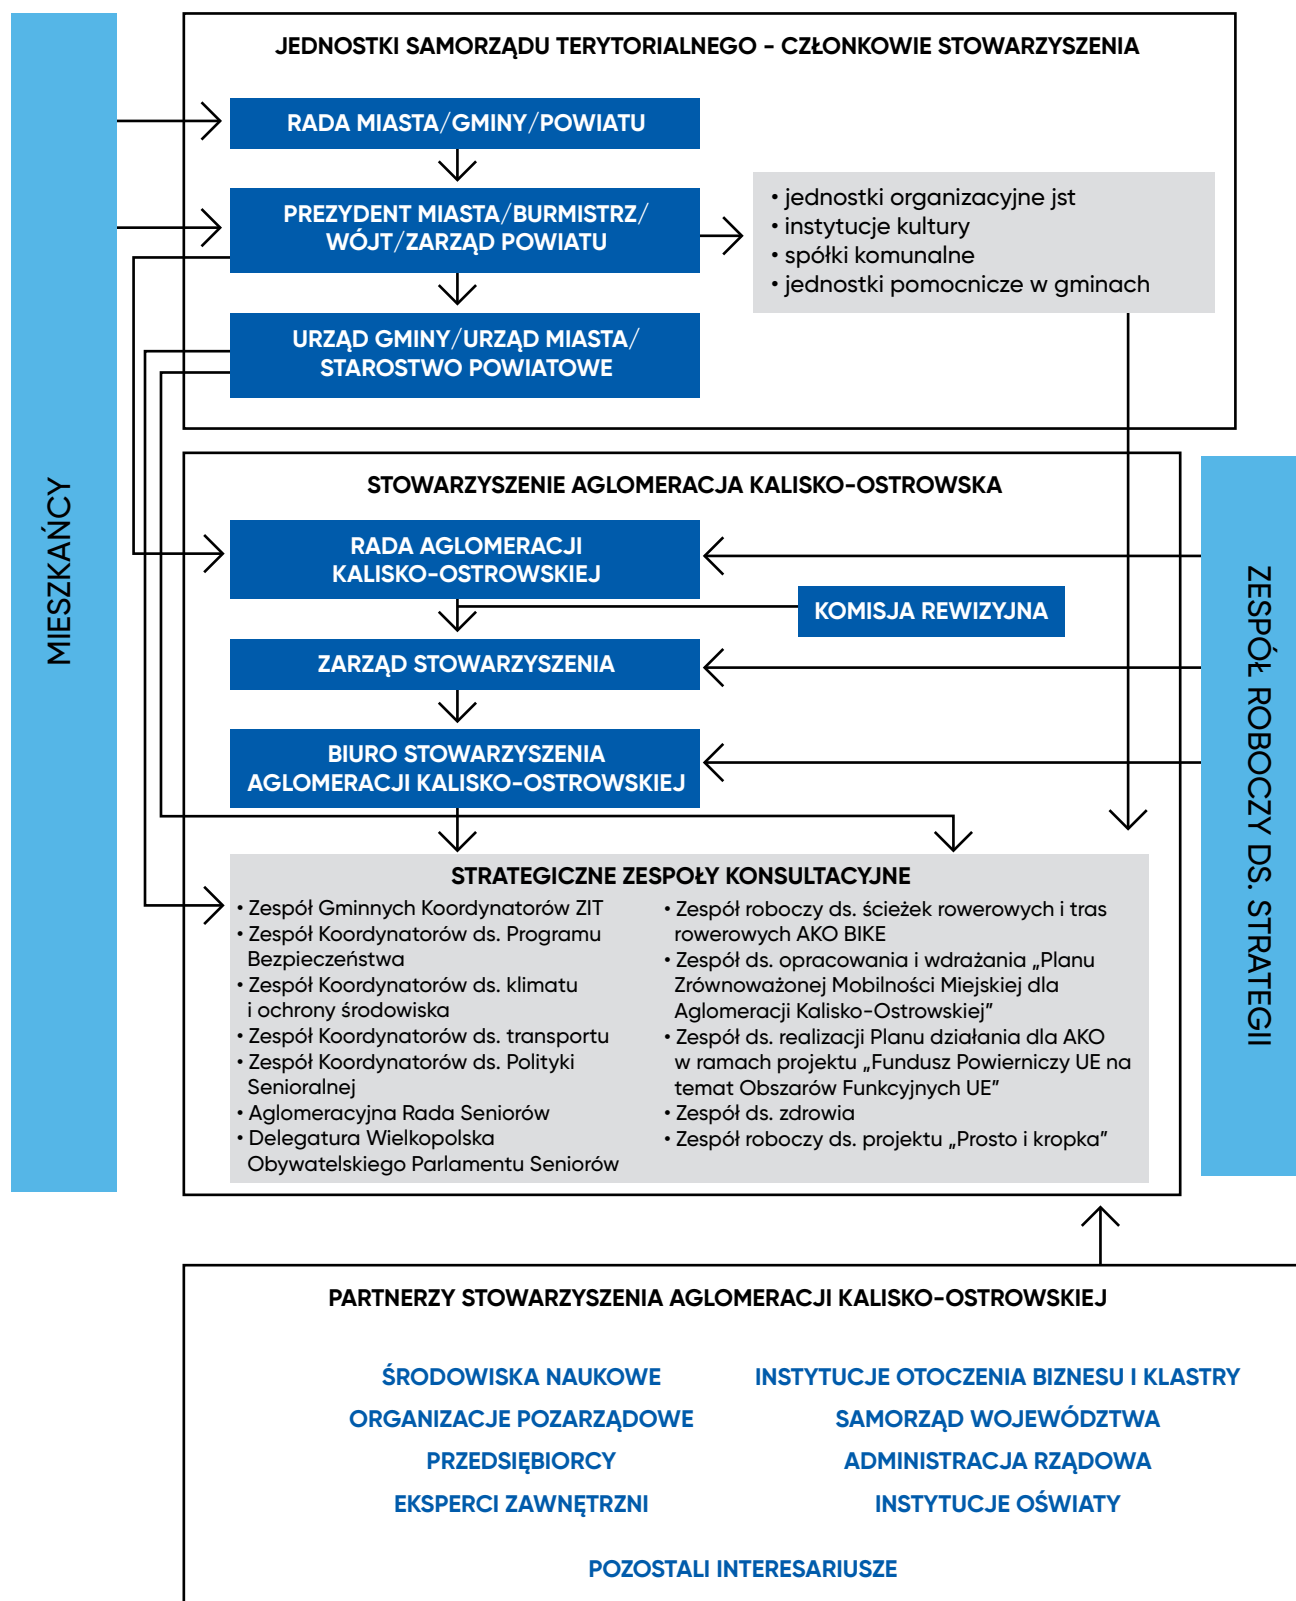 JEDNOSTKI SAMORZĄDU TERYTORIALNEGO - CZŁONKOWIE STOWARZYSZENIA
RADA MIASTA/GMINY/POWIATU
PREZYDENT MIASTA/BURMISTRZ/
WÓJT/ZARZĄD POWIATU
• jednostki organizacyjne jst
• instytucje kultury
• spółki komunalne
• jednostki pomocnicze w gminach
URZĄD GMINY/URZĄD MIASTA/
STAROSTWO POWIATOWE
MIESZKAŃCY
STOWARZYSZENIE AGLOMERACJA KALISKO-OSTROWSKA
RADA AGLOMERACJI
KALISKO-OSTROWSKIEJ
KOMISJA REWIZYJNA
ZARZĄD STOWARZYSZENIA
BIURO STOWARZYSZENIA
AGLOMERACJI KALISKO-OSTROWSKIEJ
ZESPÓŁ ROBOCZY DS. STRATEGII
STRATEGICZNE ZESPOŁY KONSULTACYJNE
• Zespół Gminnych Koordynatorów ZIT
• Zespół Koordynatorów ds. Programu
Bezpieczeństwa
• Zespół Koordynatorów ds. klimatu
i ochrony środowiska
• Zespół Koordynatorów ds. transportu
• Zespół Koordynatorów ds. Polityki
Senioralnej
• Aglomeracyjna Rada Seniorów
• Delegatura Wielkopolska
Obywatelskiego Parlamentu Seniorów
• Zespół roboczy ds. ścieżek rowerowych i tras
rowerowych AKO BIKE
• Zespół ds. opracowania i wdrażania „Planu
Zrównoważonej Mobilności Miejskiej dla
Aglomeracji Kalisko-Ostrowskiej”
• Zespół ds. realizacji Planu działania dla AKO
w ramach projektu „Fundusz Powierniczy UE na
temat Obszarów Funkcyjnych UE”
• Zespół ds. zdrowia
• Zespół roboczy ds. projektu „Prosto i kropka”
PARTNERZY STOWARZYSZENIA AGLOMERACJI KALISKO-OSTROWSKIEJ
ŚRODOWISKA NAUKOWE
ORGANIZACJE POZARZĄDOWE
PRZEDSIĘBIORCY
EKSPERCI ZAWNĘTRZNI
INSTYTUCJE OTOCZENIA BIZNESU I KLASTRY
SAMORZĄD WOJEWÓDZTWA
ADMINISTRACJA RZĄDOWA
INSTYTUCJE OŚWIATY
POZOSTALI INTERESARIUSZE